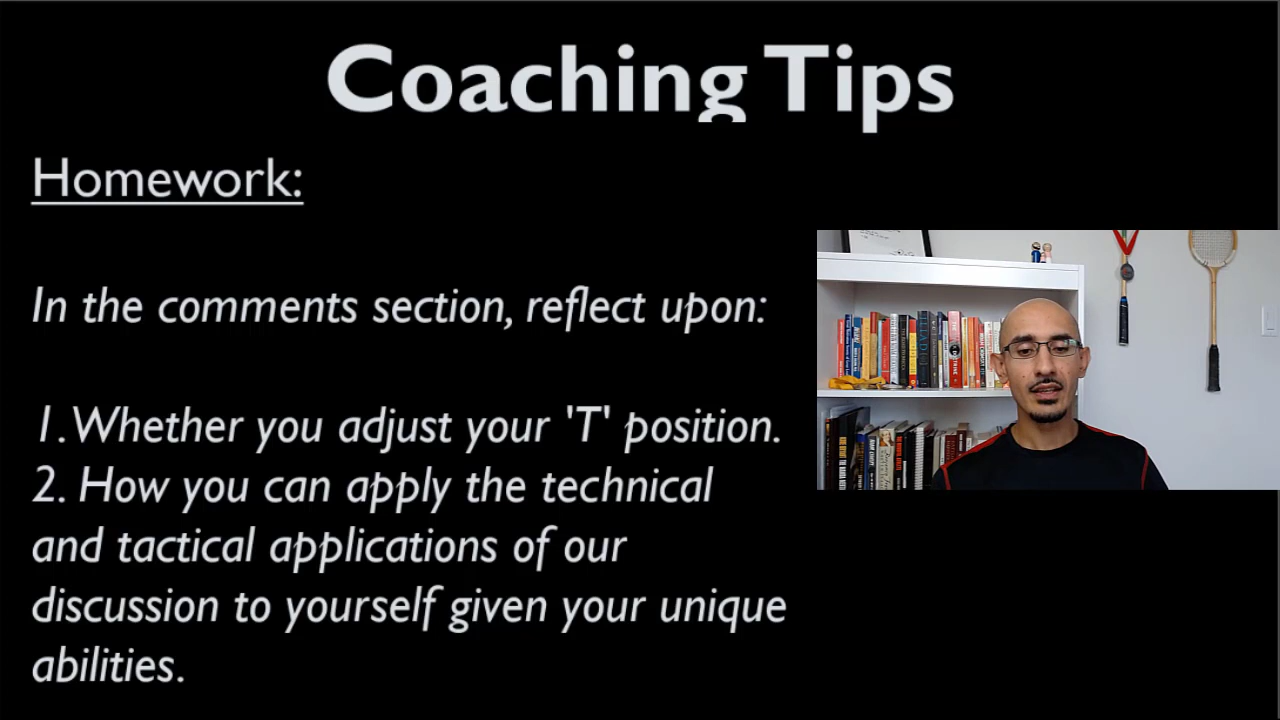 Coaching Tips
Homework:
In the comments section, reflect upon:
1. Whether you adjust your 'T' position.
2. How you can apply the technical
and tactical applications of our
discussion to yourself given your unique
abilities.